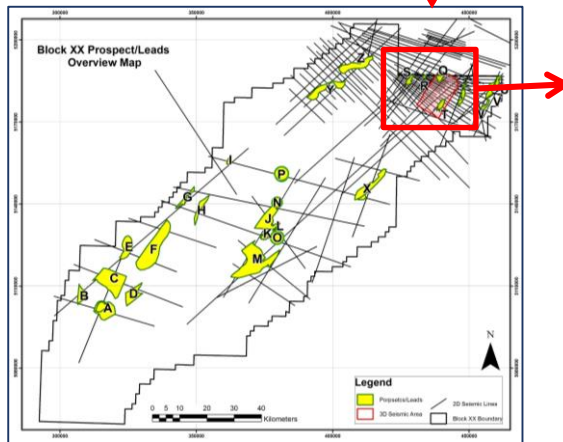 Block XX Prospect/Leads
Overview Map
Z
Y
S
Q
R
T
U
V
I
P
X
G
H
N
J
L
K
O
E
F
M
C
B
D
A
N
0 5 10 20 30 40
Kilometers
Legend
Porpsetcs/Leads
3D Seismic Area
2D Seismic Lines
Block XX Boundary